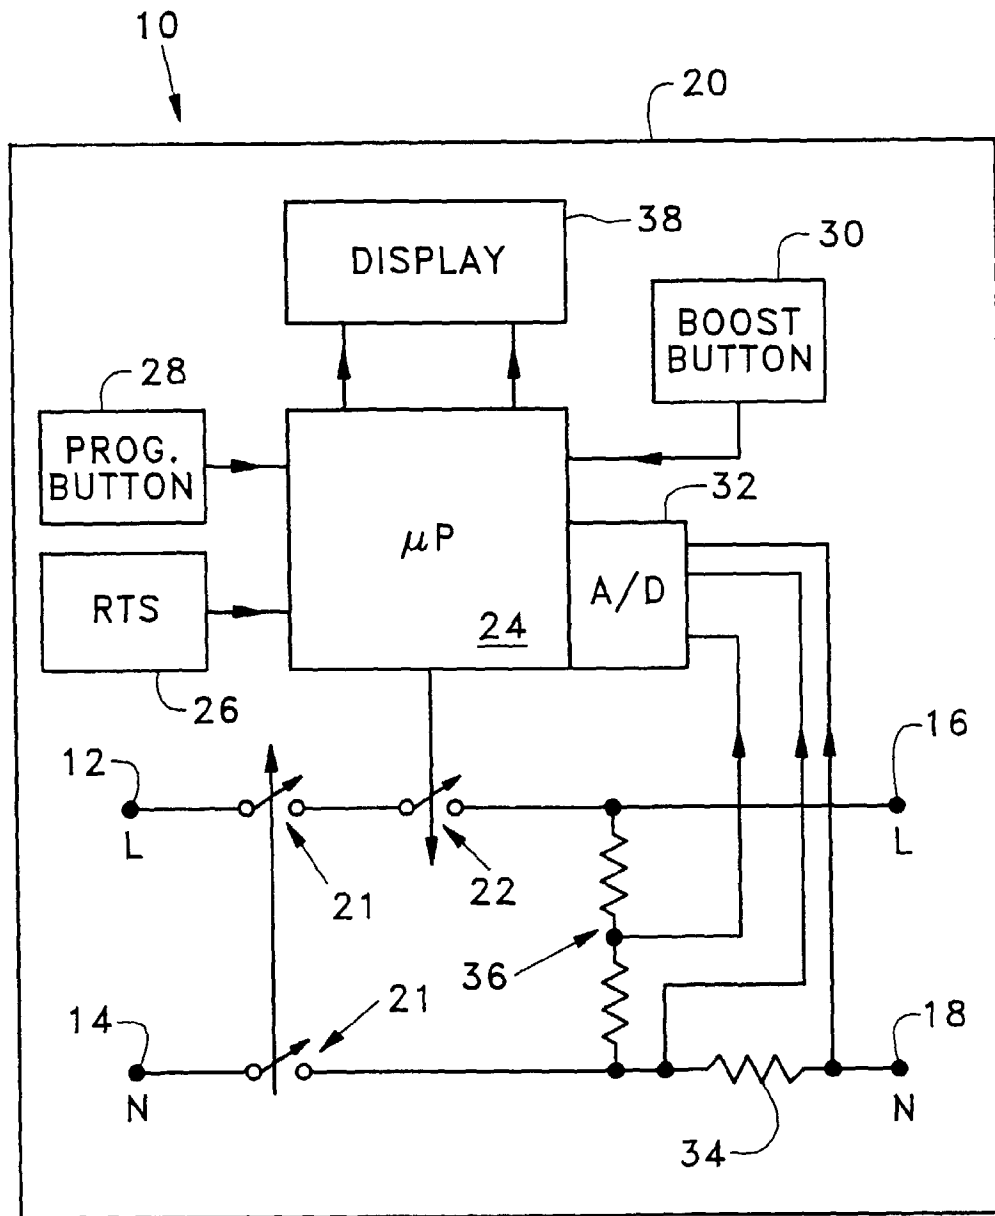 10
20
DISPLAY
38
30
BOOST
BUTTON
28
PROG.
BUTTON
32
μP
A/D
RTS
24
26
12
16
L
L
21
22
36
21
14
18
N
N
34